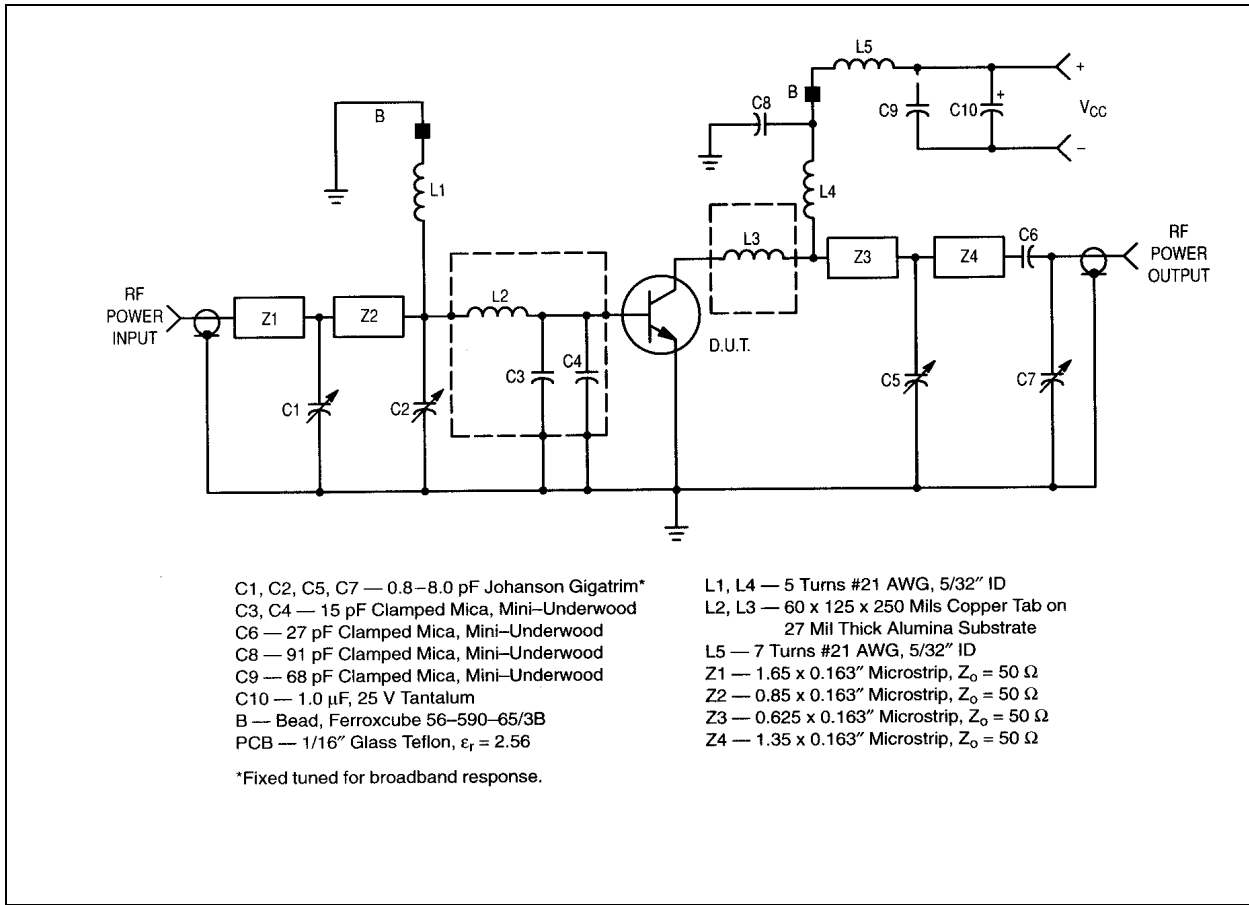 L5
B
C8
C9
C10
+
+
VCC
−
B
L1
L4
L3
C6
Z3
Z4
RF
POWER
OUTPUT
RF
POWER
INPUT
Z1
Z2
L2
D.U.T.
C3
C4
C1
C2
C5
C7
C1, C2, C5, C7 — 0.8–8.0 pF Johanson Gigatrim*
C3, C4 — 15 pF Clamped Mica, Mini–Underwood
C6 — 27 pF Clamped Mica, Mini–Underwood
C8 — 91 pF Clamped Mica, Mini–Underwood
C9 — 68 pF Clamped Mica, Mini–Underwood
C10 — 1.0 μF, 25 V Tantalum
B — Bead, Ferroxcube 56–590–65/3B
PCB — 1/16″ Glass Teflon, εr = 2.56
*Fixed tuned for broadband response.
L1, L4 — 5 Turns #21 AWG, 5/32″ ID
L2, L3 — 60 x 125 x 250 Mils Copper Tab on
27 Mil Thick Alumina Substrate
L5 — 7 Turns #21 AWG, 5/32″ ID
Z1 — 1.65 x 0.163″ Microstrip, Zo = 50 Ω
Z2 — 0.85 x 0.163″ Microstrip, Zo = 50 Ω
Z3 — 0.625 x 0.163″ Microstrip, Zo = 50 Ω
Z4 — 1.35 x 0.163″ Microstrip, Zo = 50 Ω